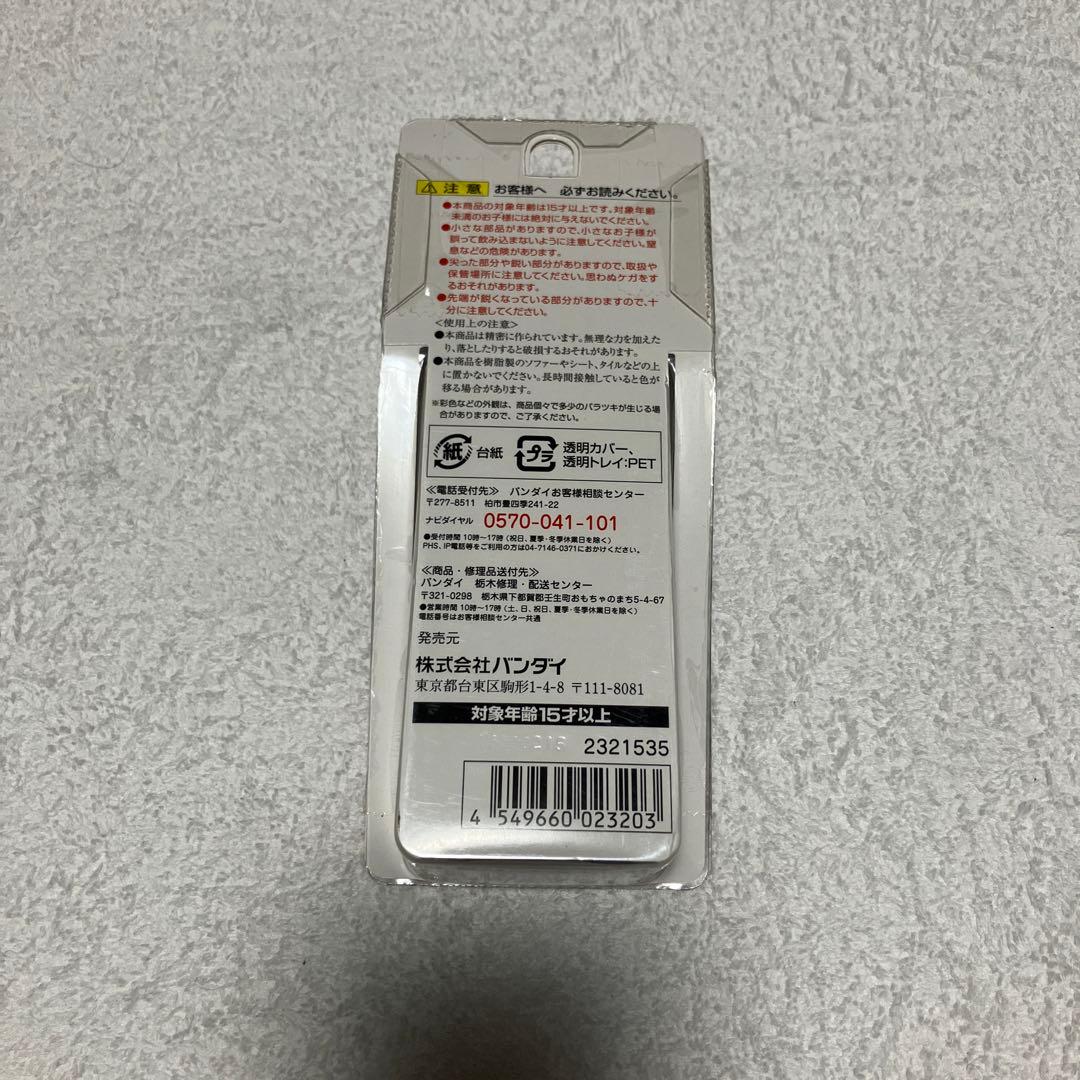 注意 お客様へ 必ずお読みください。
●本商品の対象年齢は15才以上です。対象年齢
未満のお子様には絶対に与えないでください。
●小さな部品がありますので、小さなお子様が
誤って飲み込まないように注意してください。窒
息などの危険があります。
●尖った部分や鋭い部分がありますので、取扱や
保管場所に注意してください。思わぬケガをす
るおそれがあります。
●先端が鋭くなっている部分がありますので、十
分に注意してください。
＜使用上の注意＞
●本商品は精密に作られています。無理な力を加えた
り、落としたりすると破損するおそれがあります。
●本商品を樹脂製のソファーやシート、タイルなどの上
に置かないでください。長時間接触していると色が
移る場合があります。
※彩色などの外観は、商品個々で多少のバラツキが生じる場
合がありますので、ご了承ください。
紙 台紙 プラ 透明カバー、
透明トレイ:PET
≪電話受付先≫ バンダイお客様相談センター
〒277-8511 柏市豊四季241-22
ナビダイヤル 0570-041-101
●受付時間 10時～17時(祝日、夏季・冬季休業日を除く)
PHS、IP電話等をご利用の方は04-7146-0371におかけください。
≪商品・修理品送付先≫
バンダイ 栃木修理・配送センター
〒321-0298 栃木県下都賀郡壬生町おもちゃのまち5-4-67
●営業時間 10時～17時(土、日、祝日、夏季・冬季休業日を除く)
電話番号はお客様相談センター共通
発売元
株式会社バンダイ
東京都台東区駒形1-4-8 〒111-8081
対象年齢15才以上
2321535
4 549660 023203